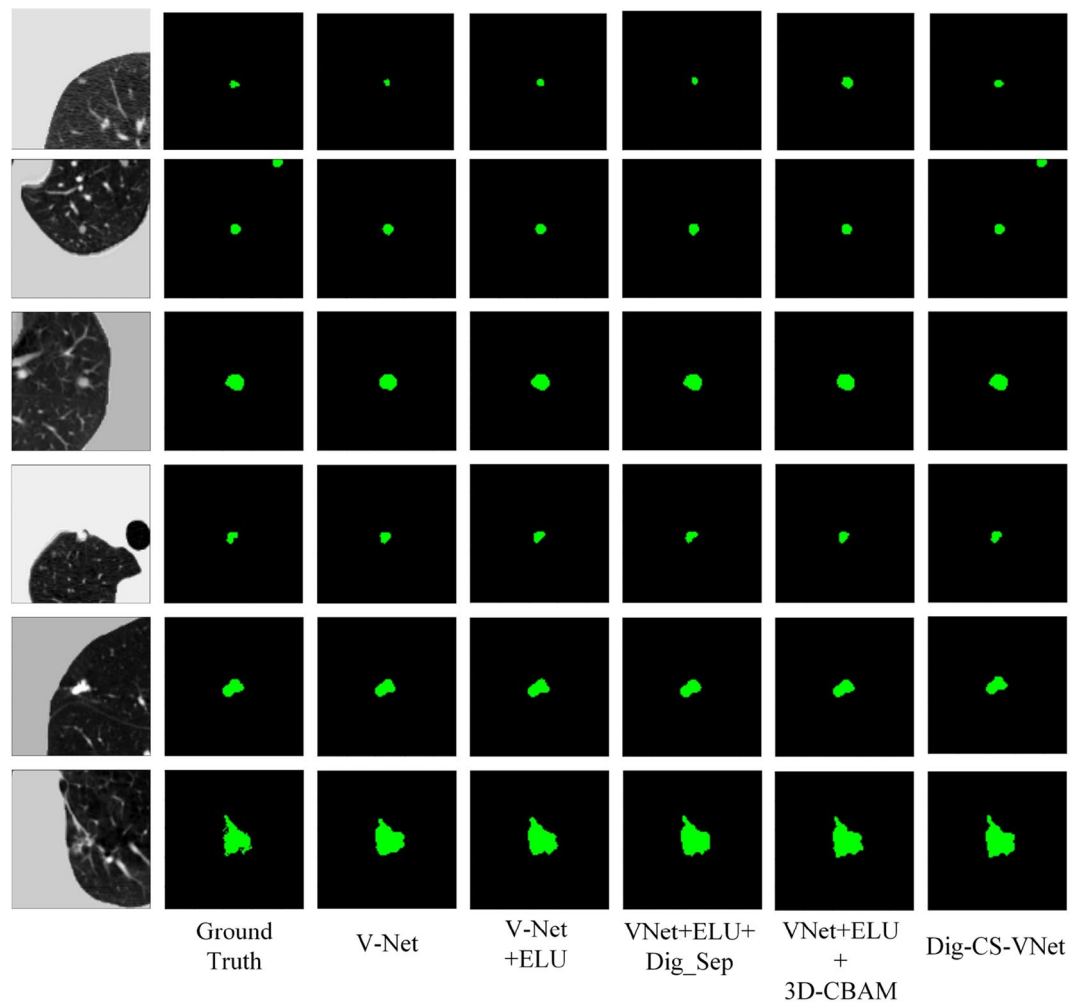 Ground
Truth
V-Net
V-Net
+ELU
VNet+ELU+
Dig_Sep
VNet+ELU
+
3D-CBAM
Dig-CS-VNet